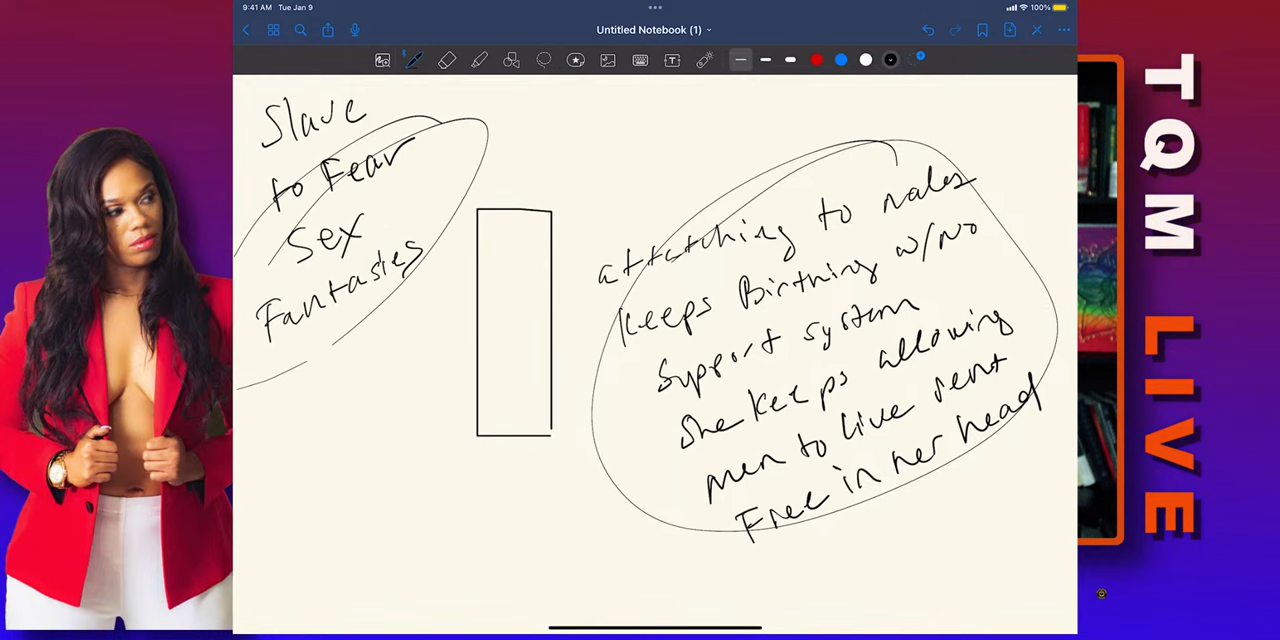 9:41 AM Tue Jan 9
100%
Untitled Notebook (1)
Slave
to Fear
Sex
Fantasies
attatching to males
keeps Birthing w/No
Support system
She keeps allowing
men to live rent
Free in her head
TQM LIVE